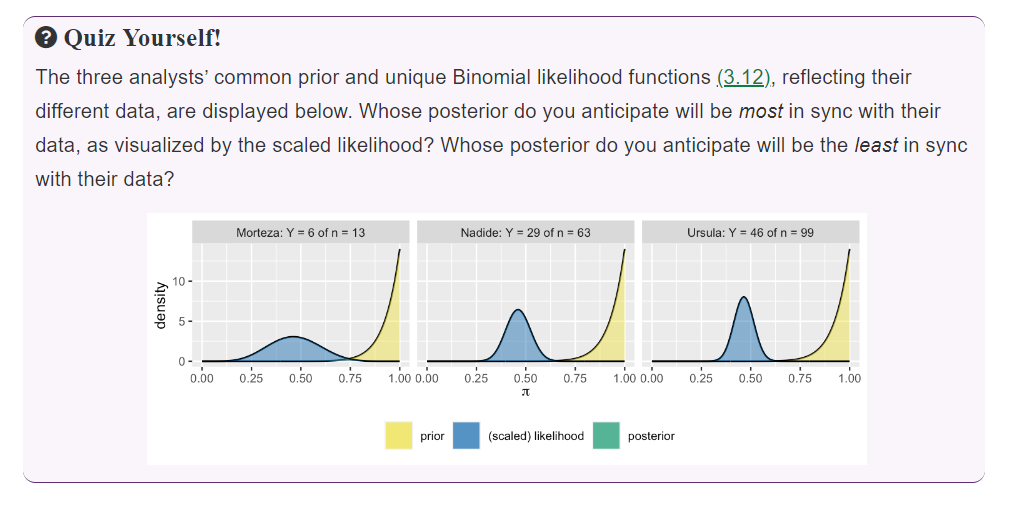 ? Quiz Yourself!
The three analysts’ common prior and unique Binomial likelihood functions (3.12), reflecting their
different data, are displayed below. Whose posterior do you anticipate will be most in sync with their
data, as visualized by the scaled likelihood? Whose posterior do you anticipate will be the least in sync
with their data?
Morteza: Y = 6 of n = 13
Nadide: Y = 29 of n = 63
Ursula: Y = 46 of n = 99
density
10
5
0
0.00 0.25 0.50 0.75 1.00 0.00 0.25 0.50 0.75 1.00 0.00 0.25 0.50 0.75 1.00
π
prior (scaled) likelihood posterior